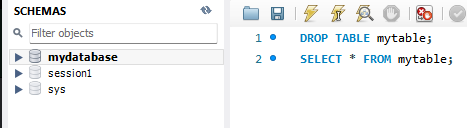 SCHEMAS
Filter objects
mydatabase
session1
sys
1 DROP TABLE mytable;
2 SELECT * FROM mytable;